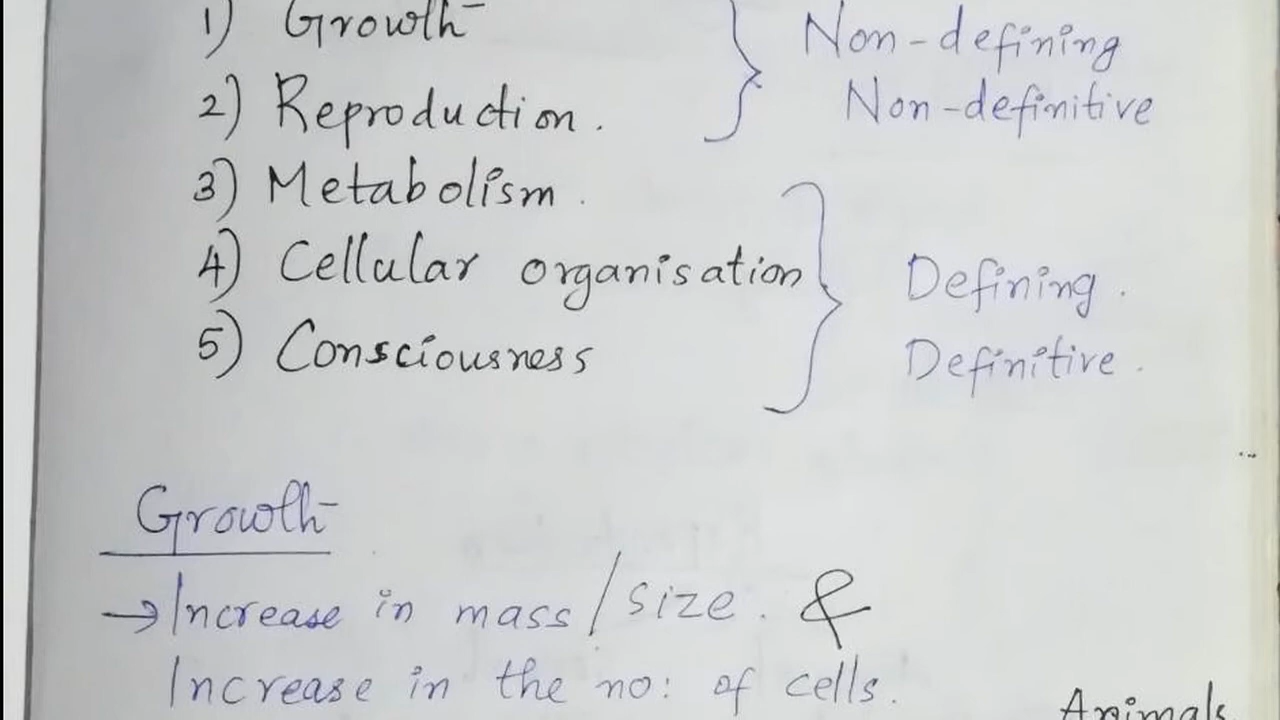 1) Growth
2) Reproduction.
3) Metabolism.
4) Cellular organisation
5) Consciousness
Non-defining
Non-definitive
Defining.
Definitive.
Growth
→ Increase in mass / size. &
Increase in the no: of cells.
Animals